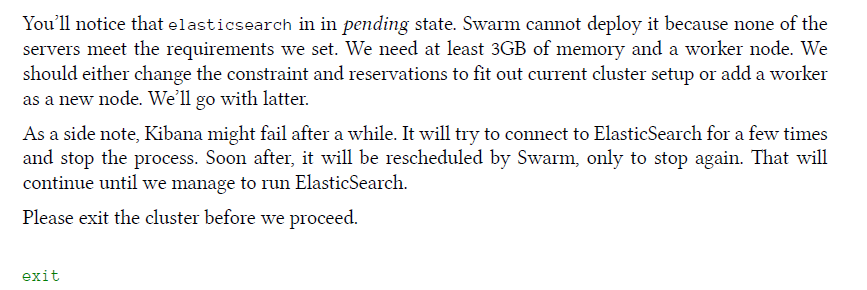 You'll notice that elasticsearch in in pending state. Swarm cannot deploy it because none of the
servers meet the requirements we set. We need at least 3GB of memory and a worker node. We
should either change the constraint and reservations to fit out current cluster setup or add a worker
as a new node. We'll go with latter.
As a side note, Kibana might fail after a while. It will try to connect to ElasticSearch for a few times
and stop the process. Soon after, it will be rescheduled by Swarm, only to stop again. That will
continue until we manage to run ElasticSearch.
Please exit the cluster before we proceed.
exit